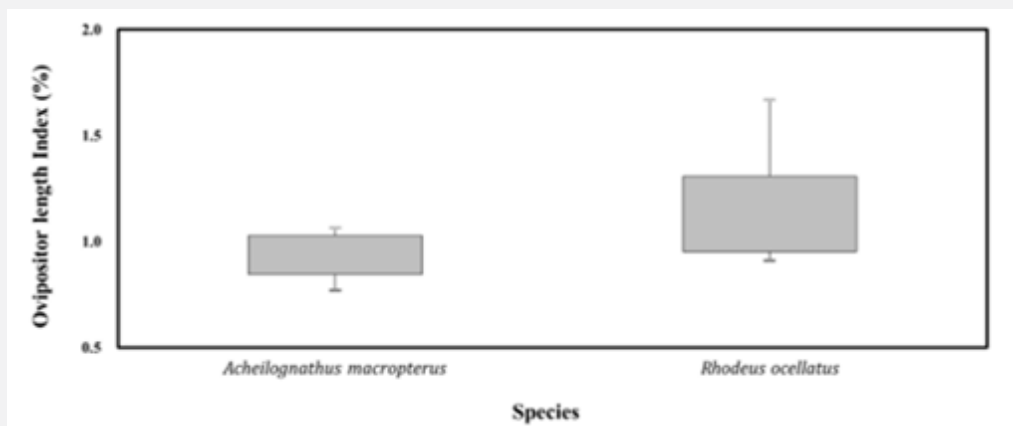 Ovipositor length Index (%)
2.0
1.5
1.0
0.5
Acheilognathus macropterus
Rhodeus ocellatus
Species